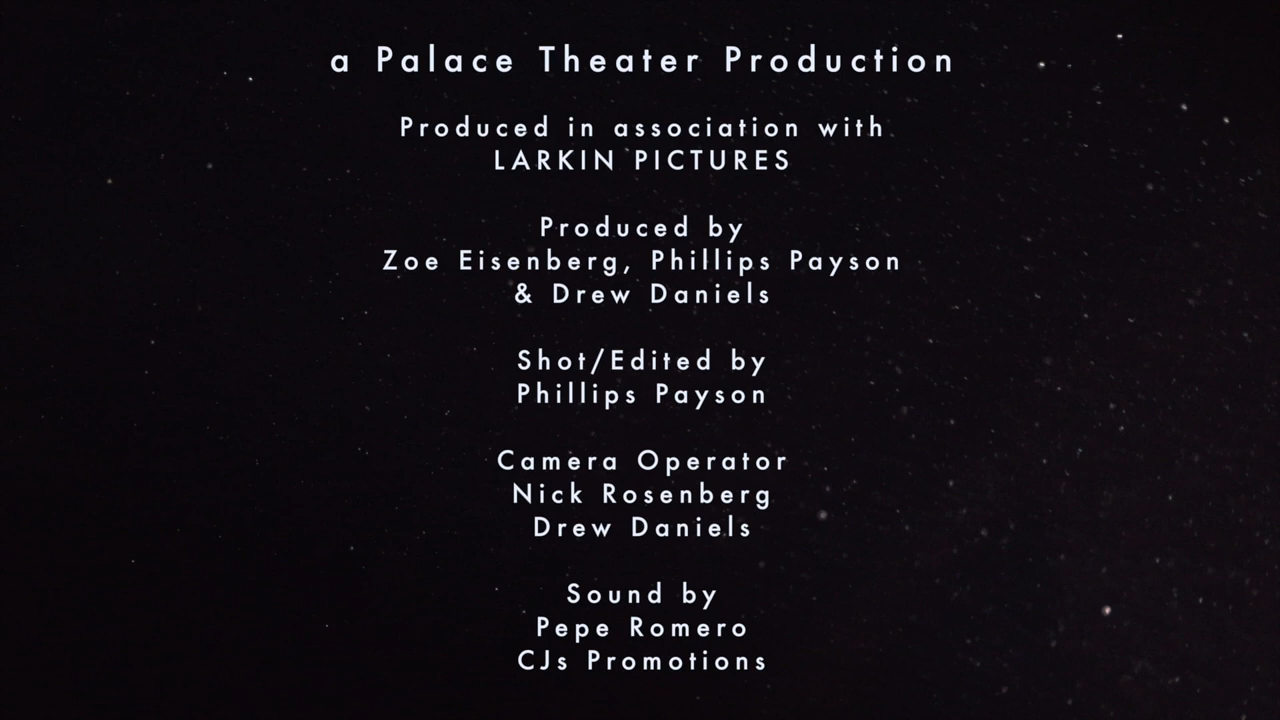 a Palace Theater Production
Produced in association with
LARKIN PICTURES
Produced by
Zoe Eisenberg, Phillips Payson
& Drew Daniels
Shot/Edited by
Phillips Payson
Camera Operator
Nick Rosenberg
Drew Daniels
Sound by
Pepe Romero
CJs Promotions